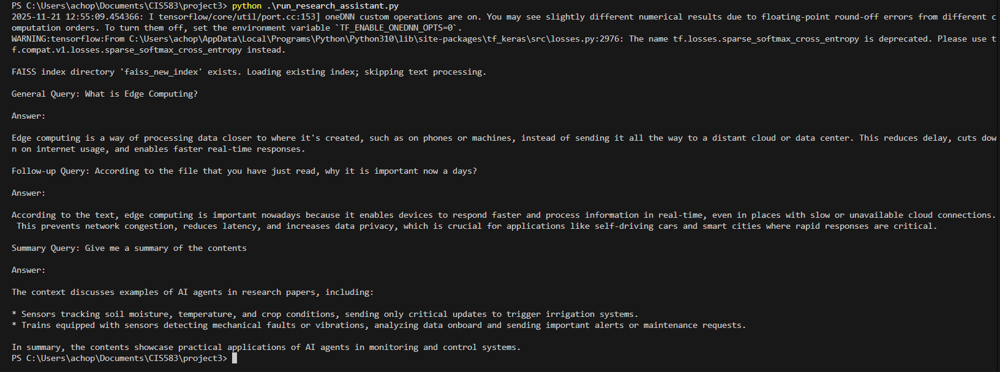 PS C:\Users\achop\Documents\CIS583\project3> python .\run_research_assistant.py
2025-11-21 12:55:09.454366: I tensorflow/core/util/port.cc:153] oneDNN custom operations are on. You may see slightly different numerical results due to floating-point round-off errors from different c
omputation orders. To turn them off, set the environment variable `TF_ENABLE_ONEDNN_OPTS=0`.
WARNING:tensorflow:From C:\Users\achop\AppData\Local\Programs\Python\Python310\lib\site-packages\tf_keras\src\losses.py:2976: The name tf.losses.sparse_softmax_cross_entropy is deprecated. Please use t
f.compat.v1.losses.sparse_softmax_cross_entropy instead.
FAISS index directory 'faiss_new_index' exists. Loading existing index; skipping text processing.
General Query: What is Edge Computing?
Answer:
Edge computing is a way of processing data closer to where it's created, such as on phones or machines, instead of sending it all the way to a distant cloud or data center. This reduces delay, cuts dow
n on internet usage, and enables faster real-time responses.
Follow-up Query: According to the file that you have just read, why it is important now a days?
Answer:
According to the text, edge computing is important nowadays because it enables devices to respond faster and process information in real-time, even in places with slow or unavailable cloud connections.
This prevents network congestion, reduces latency, and increases data privacy, which is crucial for applications like self-driving cars and smart cities where rapid responses are critical.
Summary Query: Give me a summary of the contents
Answer:
The context discusses examples of AI agents in research papers, including:
* Sensors tracking soil moisture, temperature, and crop conditions, sending only critical updates to trigger irrigation systems.
* Trains equipped with sensors detecting mechanical faults or vibrations, analyzing data onboard and sending important alerts or maintenance requests.
In summary, the contents showcase practical applications of AI agents in monitoring and control systems.
PS C:\Users\achop\Documents\CIS583\project3>